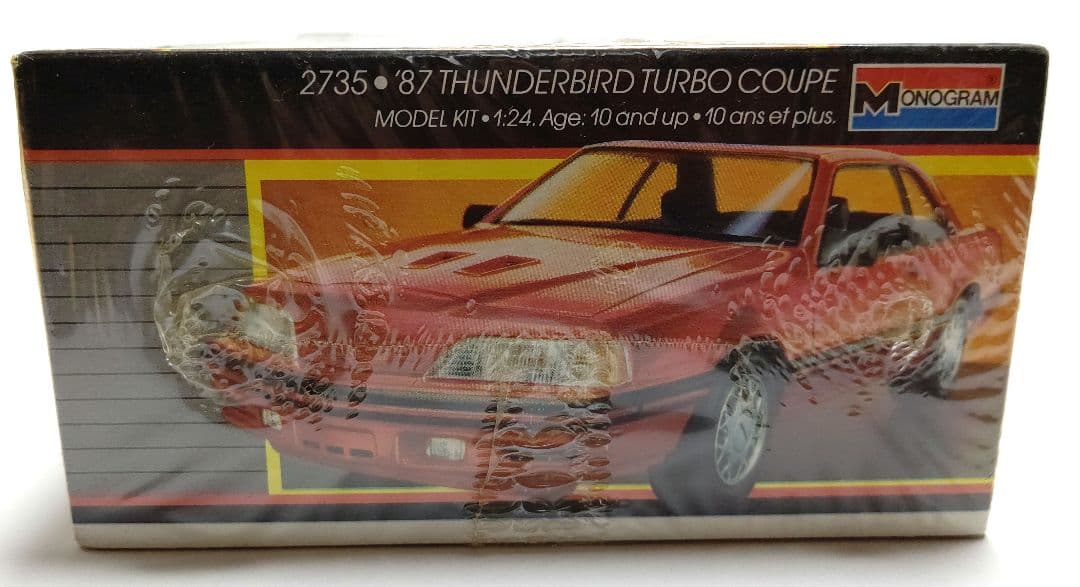 2735 • '87 THUNDERBIRD TURBO COUPE
MODEL KIT • 1:24. Age: 10 and up • 10 ans et plus.
MONOGRAM®